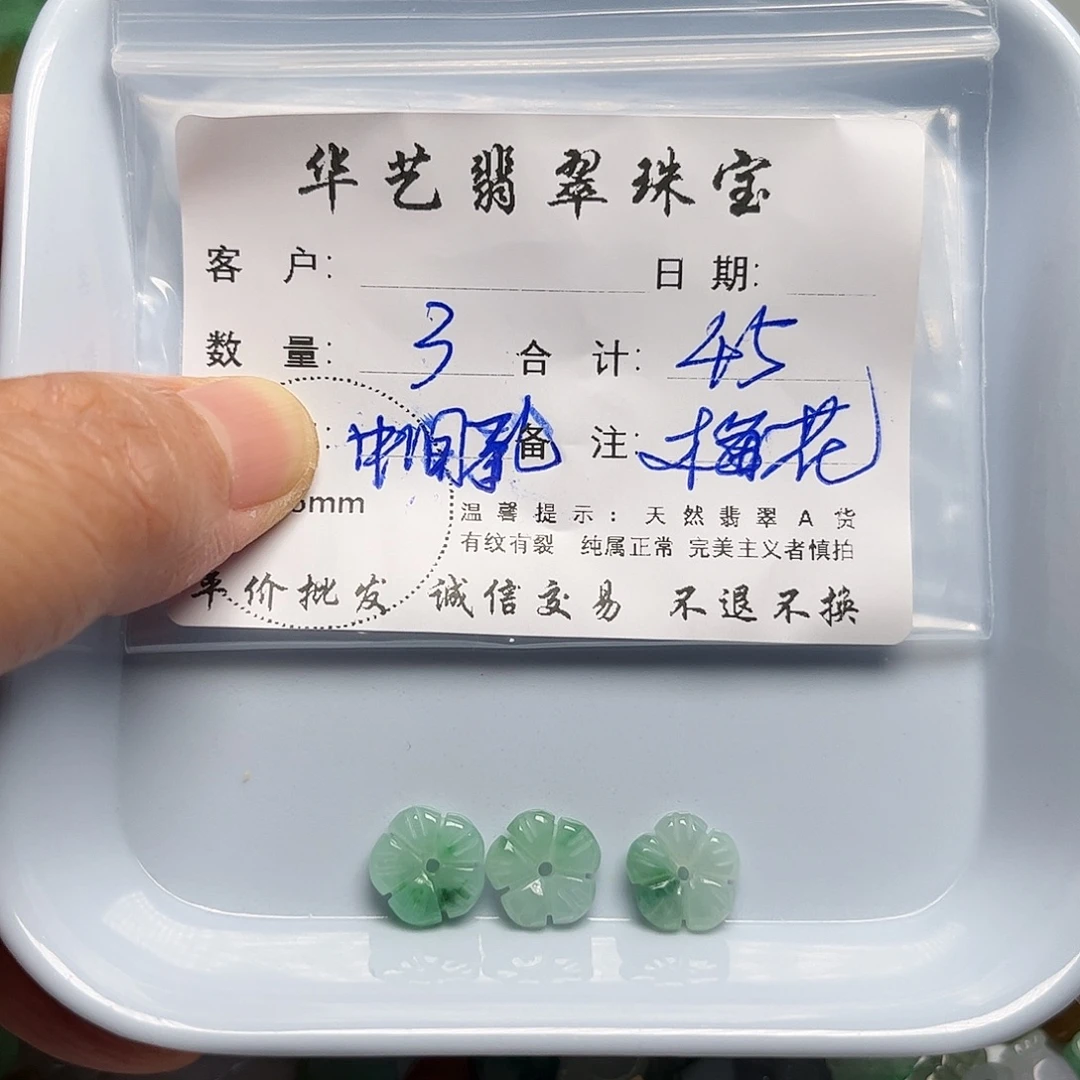 华艺翡翠珠宝
客 户: 日 期:
数 量: 3 合 计: 45
: 中间孔 备 注: 梅花
mm 温馨提示: 天然翡翠A货
有纹有裂 纯属正常 完美主义者慎拍
单价批发 诚信交易 不退不换